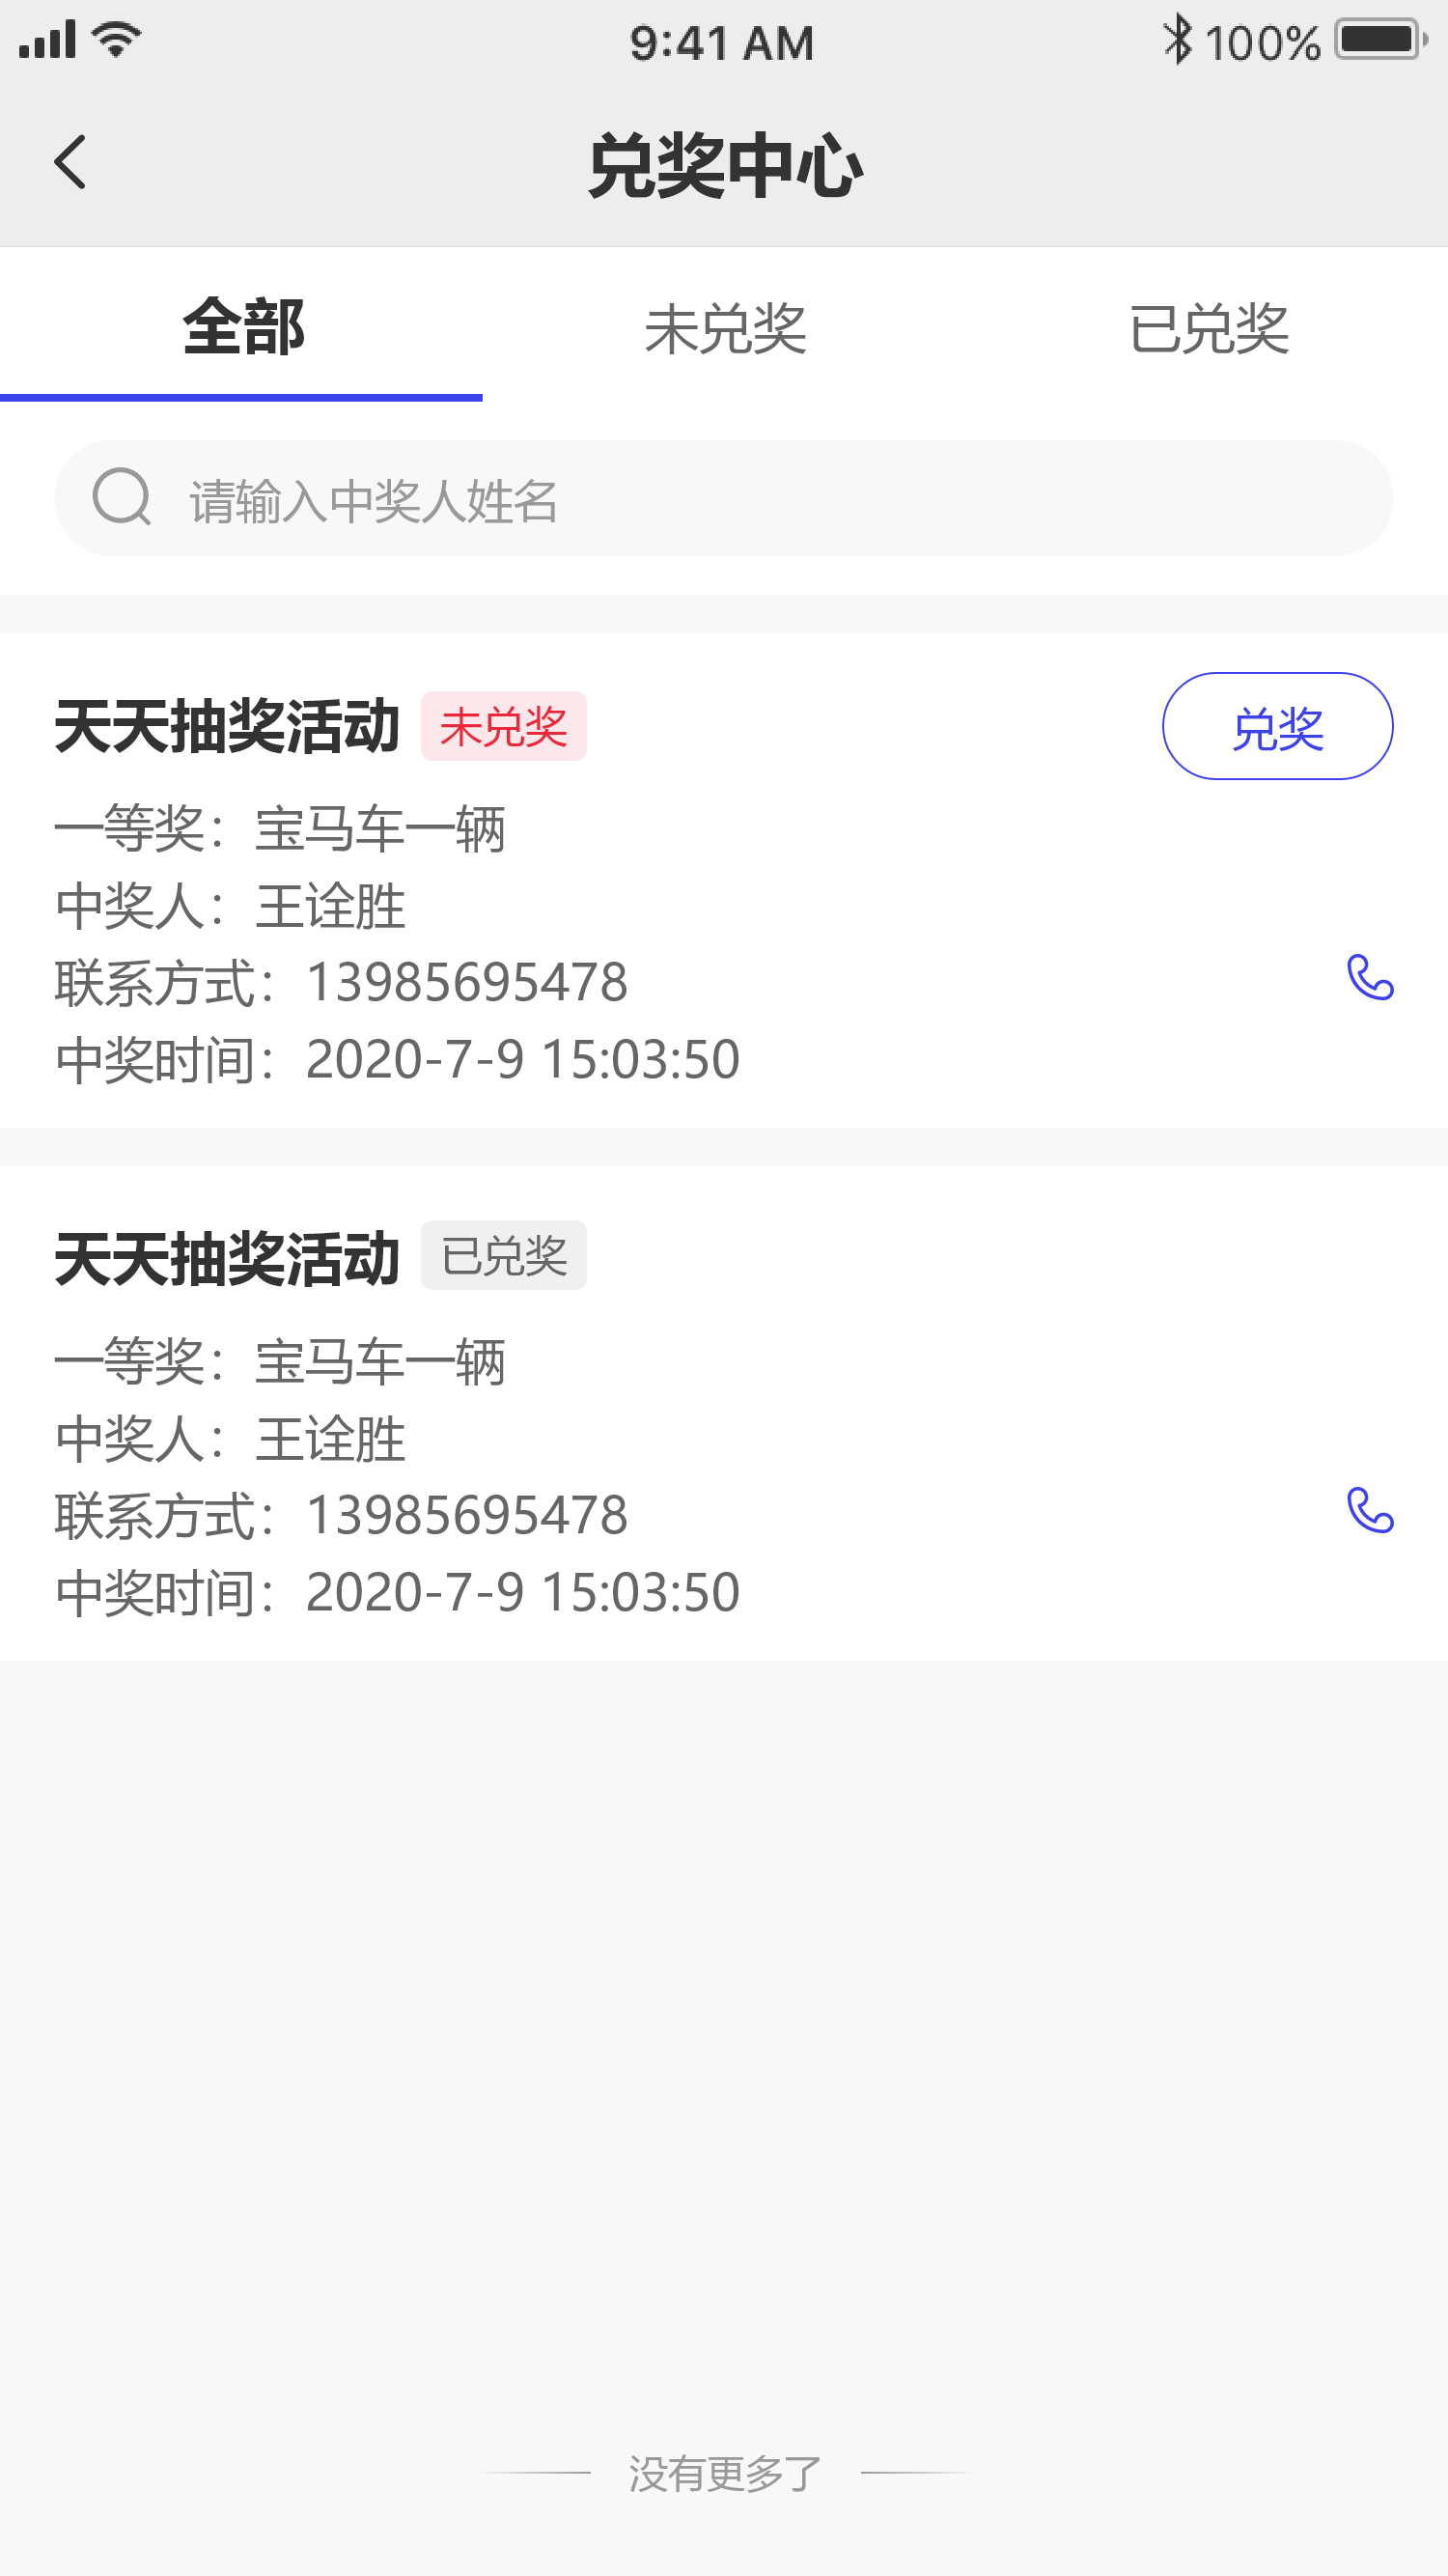 9:41 AM 100%
兑奖中心
全部 未兑奖 已兑奖
请输入中奖人姓名
天天抽奖活动 未兑奖 兑奖
一等奖：宝马车一辆
中奖人：王诠胜
联系方式：13985695478
中奖时间：2020-7-9 15:03:50
天天抽奖活动 已兑奖
一等奖：宝马车一辆
中奖人：王诠胜
联系方式：13985695478
中奖时间：2020-7-9 15:03:50
没有更多了